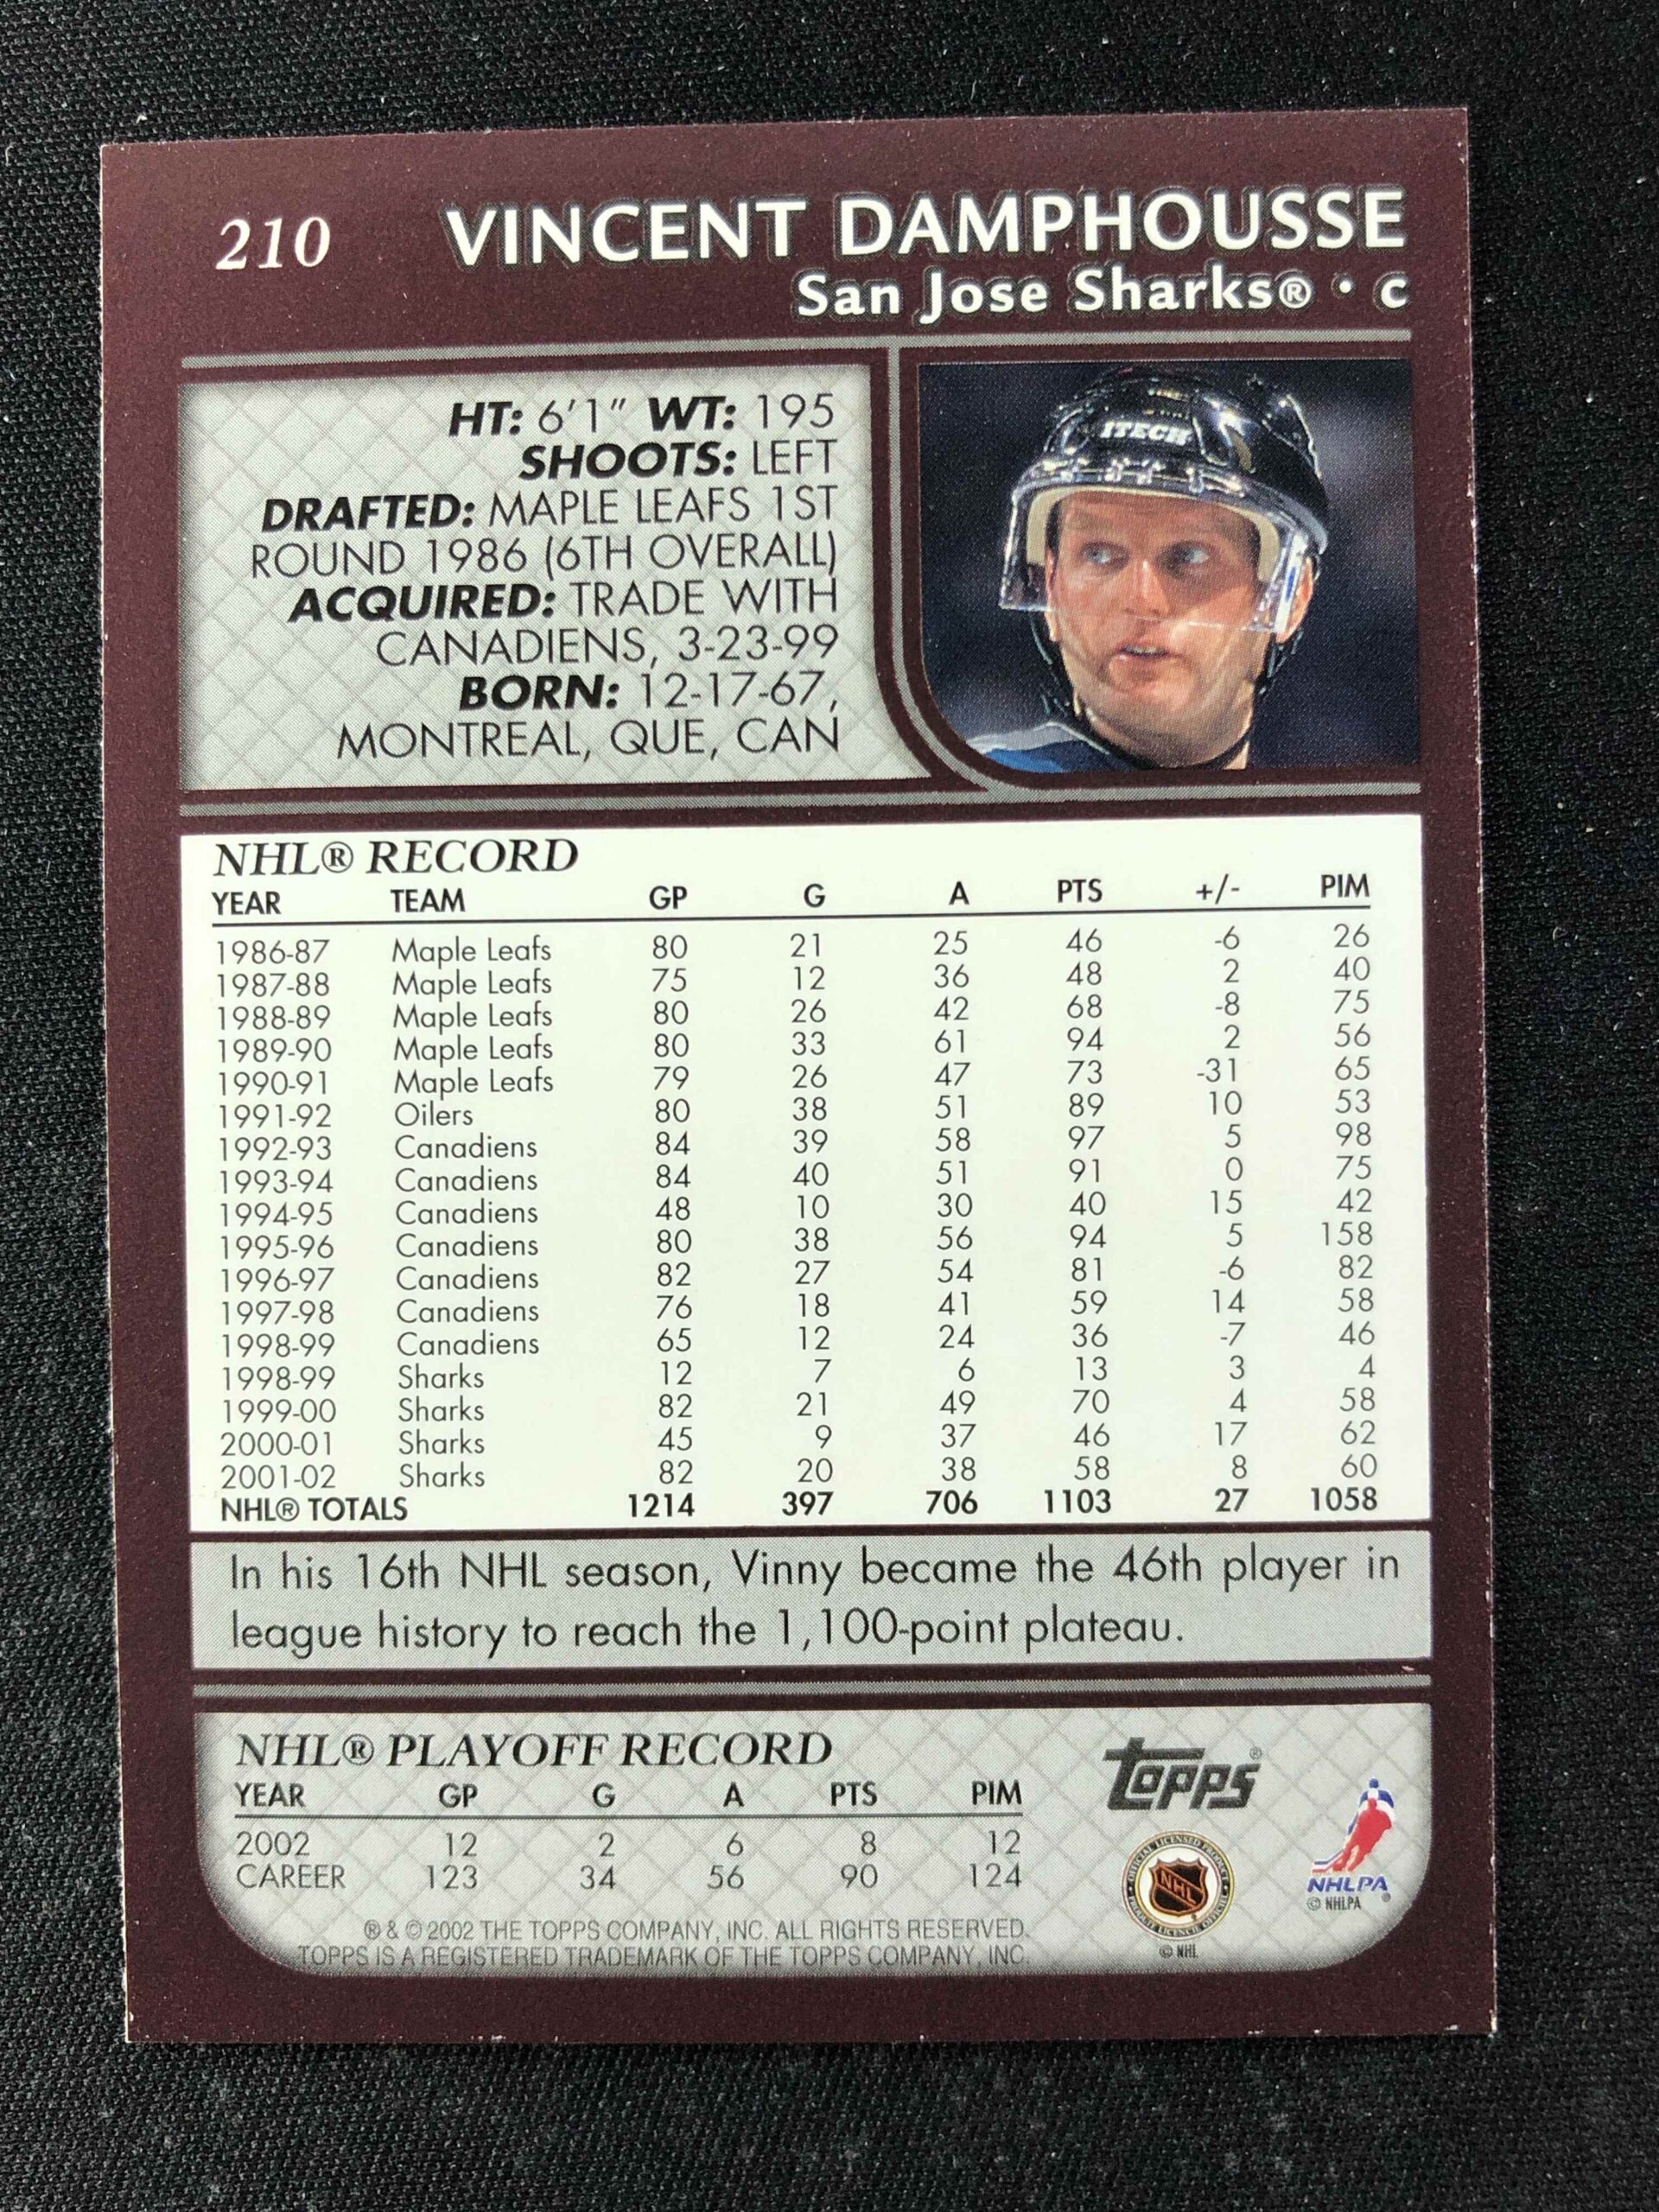 210 VINCENT DAMPHOUSSE
San Jose Sharks® • C
HT: 6'1" WT: 195
SHOOTS: LEFT
DRAFTED: MAPLE LEAFS 1ST
ROUND 1986 (6TH OVERALL)
ACQUIRED: TRADE WITH
CANADIENS, 3-23-99
BORN: 12-17-67,
MONTREAL, QUE, CAN
ITECH
NHL® RECORD
YEAR TEAM GP G A PTS +/- PIM
1986-87 Maple Leafs 80 21 25 46 -6 26
1987-88 Maple Leafs 75 12 36 48 2 40
1988-89 Maple Leafs 80 26 42 68 -8 75
1989-90 Maple Leafs 80 33 61 94 2 56
1990-91 Maple Leafs 79 26 47 73 -31 65
1991-92 Oilers 80 38 51 89 10 53
1992-93 Canadiens 84 39 58 97 5 98
1993-94 Canadiens 84 40 51 91 0 75
1994-95 Canadiens 48 10 30 40 15 42
1995-96 Canadiens 80 38 56 94 5 158
1996-97 Canadiens 82 27 54 81 -6 82
1997-98 Canadiens 76 18 41 59 14 58
1998-99 Canadiens 65 12 24 36 -7 46
1998-99 Sharks 12 7 6 13 3 4
1999-00 Sharks 82 21 49 70 4 58
2000-01 Sharks 45 9 37 46 17 62
2001-02 Sharks 82 20 38 58 8 60
NHL® TOTALS 1214 397 706 1103 27 1058
In his 16th NHL season, Vinny became the 46th player in
league history to reach the 1,100-point plateau.
NHL® PLAYOFF RECORD
YEAR GP G A PTS PIM
2002 12 2 6 8 12
CAREER 123 34 56 90 124
® & © 2002 THE TOPPS COMPANY, INC. ALL RIGHTS RESERVED.
TOPPS IS A REGISTERED TRADEMARK OF THE TOPPS COMPANY, INC.
Topps®
NHL
© NHL
NHLPA®
© NHLPA